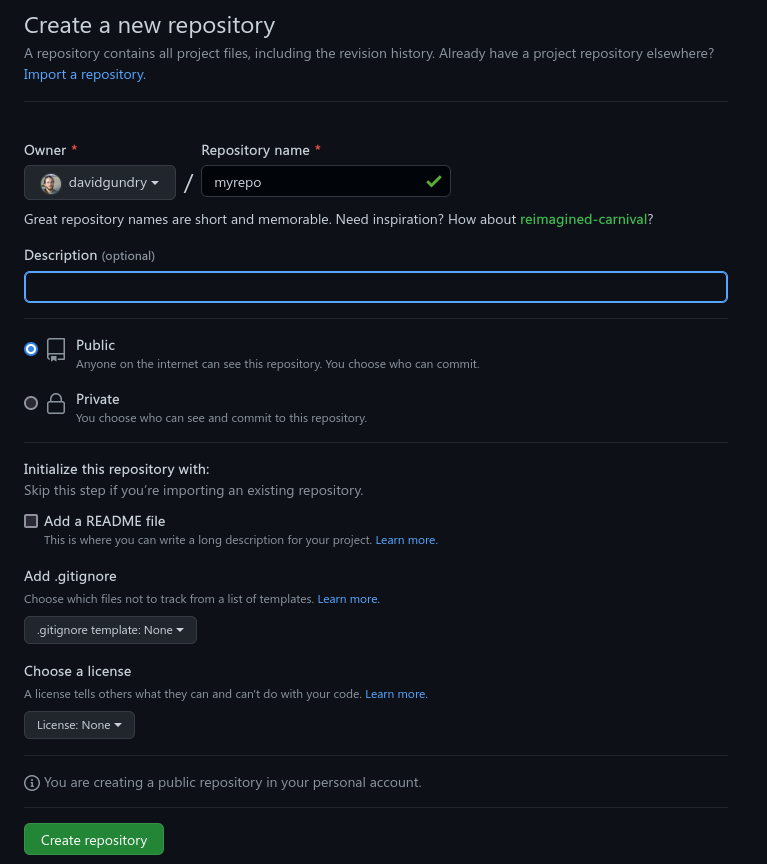 Create a new repository
A repository contains all project files, including the revision history. Already have a project repository elsewhere?
Import a repository.
Owner * Repository name *
davidgundry / myrepo
Great repository names are short and memorable. Need inspiration? How about reimagined-carnival?
Description (optional)
Public
Anyone on the internet can see this repository. You choose who can commit.
Private
You choose who can see and commit to this repository.
Initialize this repository with:
Skip this step if you’re importing an existing repository.
Add a README file
This is where you can write a long description for your project. Learn more.
Add .gitignore
Choose which files not to track from a list of templates. Learn more.
.gitignore template: None
Choose a license
A license tells others what they can and can't do with your code. Learn more.
License: None
You are creating a public repository in your personal account.
Create repository